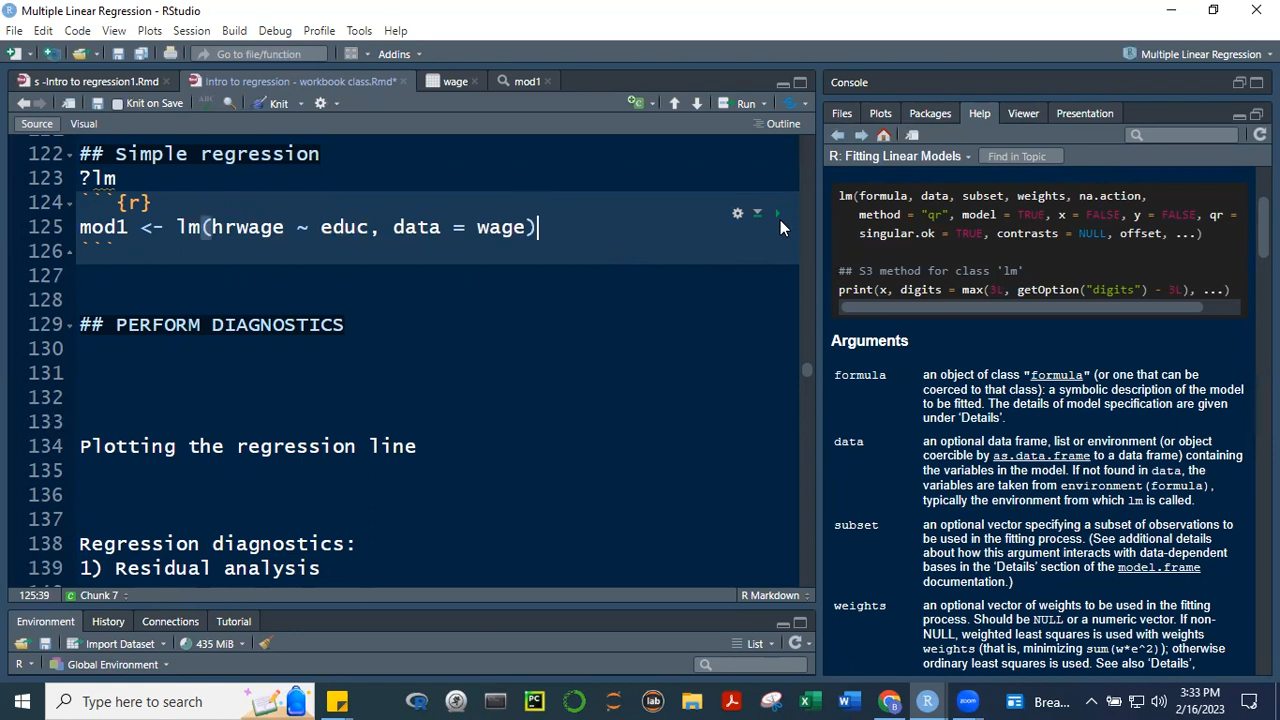 Multiple Linear Regression - RStudio
File Edit Code View Plots Session Build Debug Profile Tools Help
Go to file/function Addins Multiple Linear Regression
s -Intro to regression1.Rmd Intro to regression - workbook class.Rmd* wage mod1
Knit on Save Knit Run
Source Visual Outline
122 ## Simple regression
123 ?lm
124 ```{r}
125 mod1 <- lm(hrwage ~ educ, data = wage)
126 ```
127
128
129 ## PERFORM DIAGNOSTICS
130
131
132
133
134 Plotting the regression line
135
136
137
138 Regression diagnostics:
139 1) Residual analysis
125:39 Chunk 7 R Markdown
Environment History Connections Tutorial
Import Dataset 435 MiB List
R Global Environment
Console
Files Plots Packages Help Viewer Presentation
R: Fitting Linear Models Find in Topic
lm(formula, data, subset, weights, na.action,
method = "qr", model = TRUE, x = FALSE, y = FALSE, qr =
singular.ok = TRUE, contrasts = NULL, offset, ...)
## S3 method for class 'lm'
print(x, digits = max(3L, getOption("digits") - 3L), ...)
Arguments
formula an object of class "formula" (or one that can be
coerced to that class): a symbolic description of the model
to be fitted. The details of model specification are given
under ‘Details’.
data an optional data frame, list or environment (or object
coercible by as.data.frame to a data frame) containing
the variables in the model. If not found in data, the
variables are taken from environment(formula),
typically the environment from which lm is called.
subset an optional vector specifying a subset of observations to
be used in the fitting process. (See additional details
about how this argument interacts with data-dependent
bases in the ‘Details’ section of the model.frame
documentation.)
weights an optional vector of weights to be used in the fitting
process. Should be NULL or a numeric vector. If non-
NULL, weighted least squares is used with weights
weights (that is, minimizing sum(w*e^2)); otherwise
ordinary least squares is used. See also ‘Details’,
Type here to search PC lab zoom Brea... 3:33 PM
2/16/2023